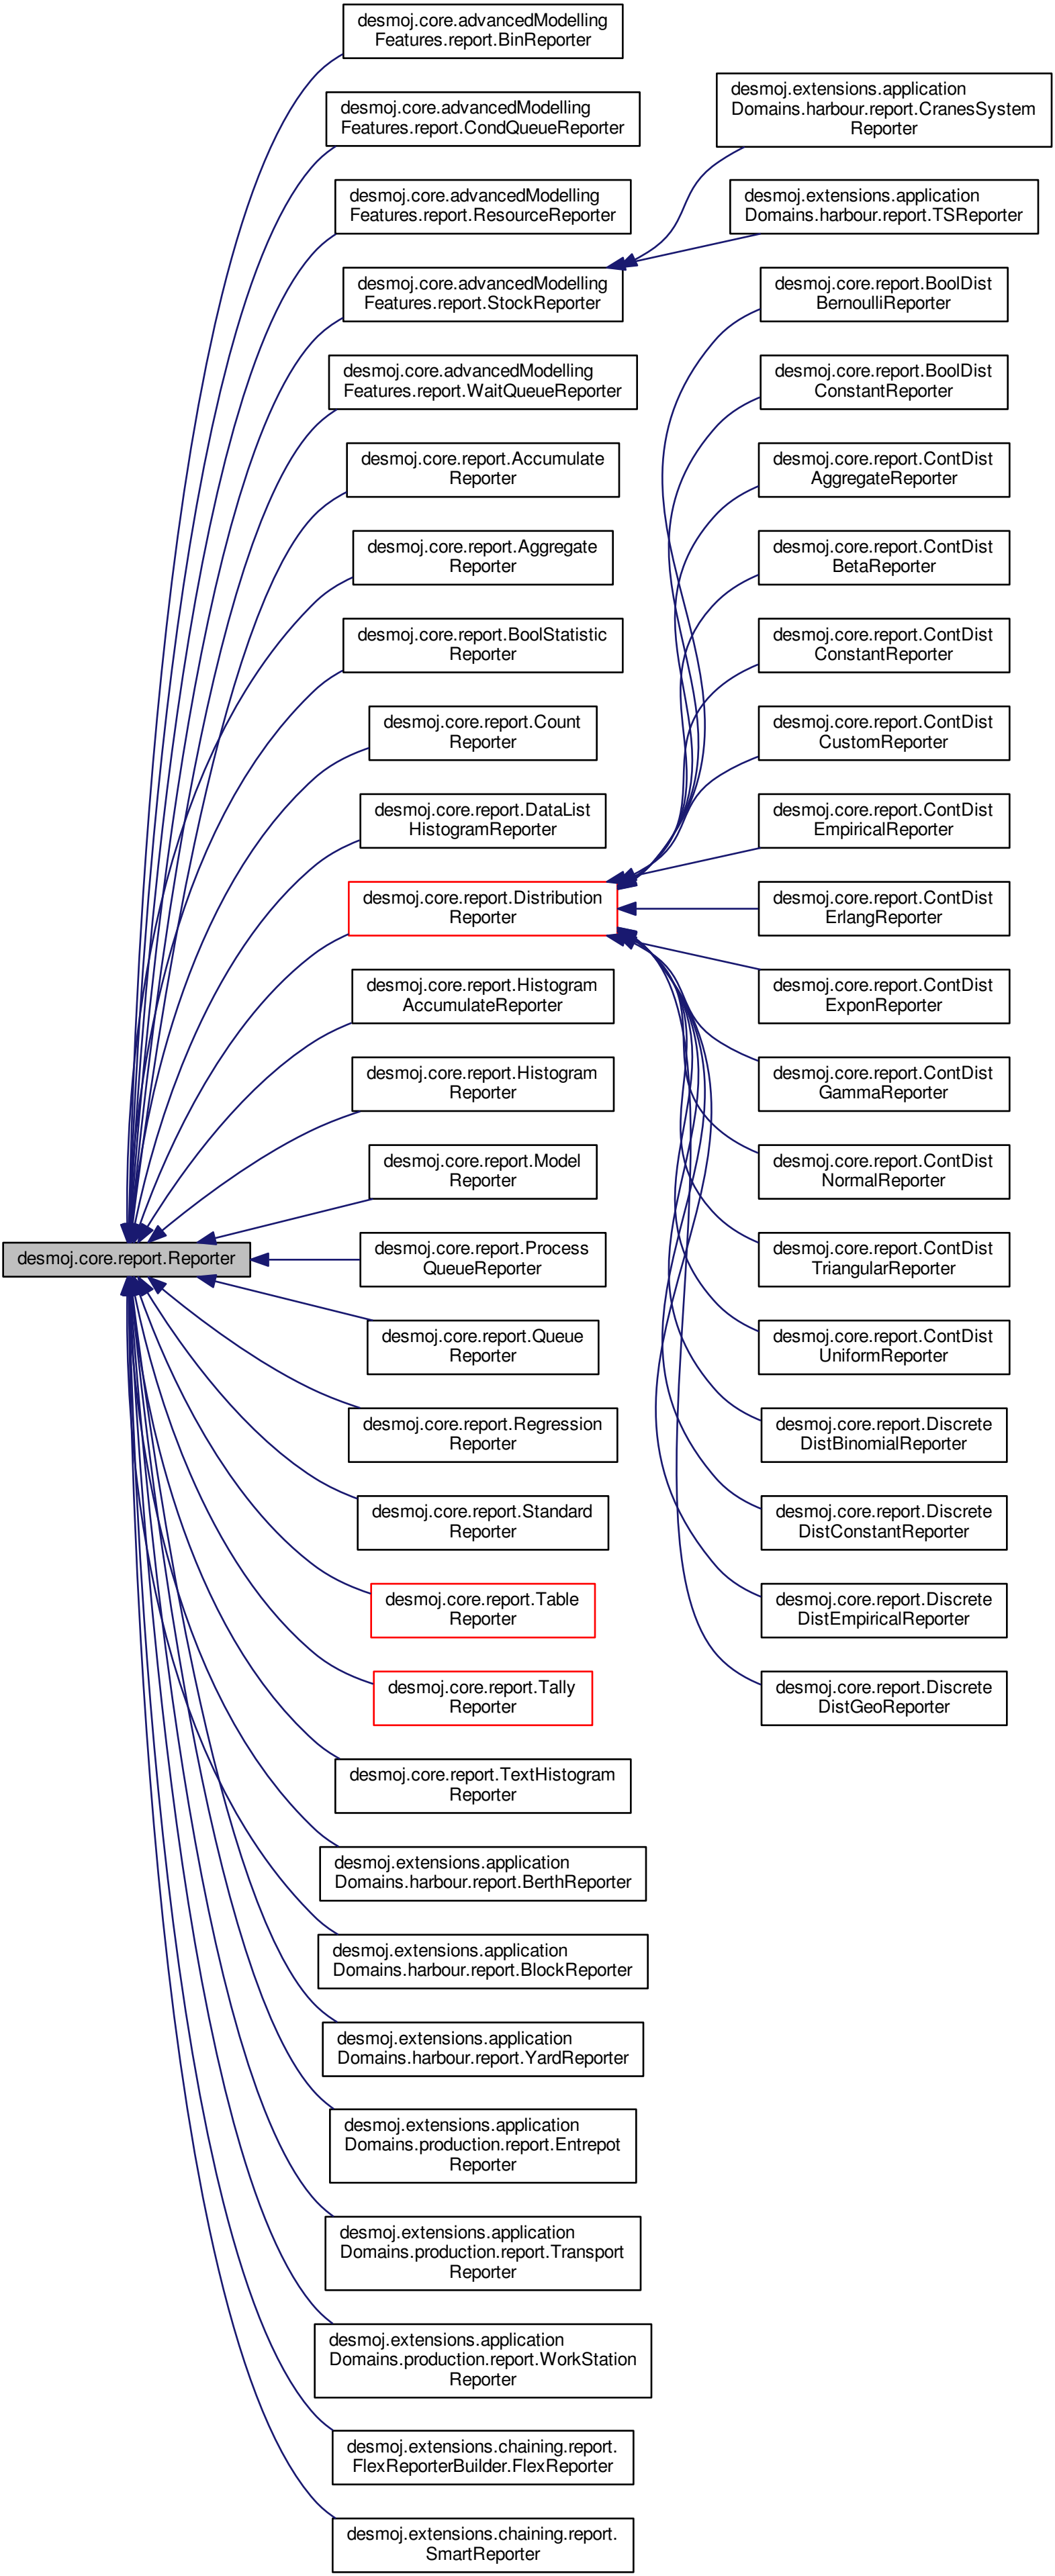 desmoj.core.report.Reporter
desmoj.core.advancedModelling
Features.report.BinReporter
desmoj.core.advancedModelling
Features.report.CondQueueReporter
desmoj.core.advancedModelling
Features.report.ResourceReporter
desmoj.core.advancedModelling
Features.report.StockReporter
desmoj.core.advancedModelling
Features.report.WaitQueueReporter
desmoj.core.report.Accumulate
Reporter
desmoj.core.report.Aggregate
Reporter
desmoj.core.report.BoolStatistic
Reporter
desmoj.core.report.Count
Reporter
desmoj.core.report.DataList
HistogramReporter
desmoj.core.report.Distribution
Reporter
desmoj.core.report.Histogram
AccumulateReporter
desmoj.core.report.Histogram
Reporter
desmoj.core.report.Model
Reporter
desmoj.core.report.Process
QueueReporter
desmoj.core.report.Queue
Reporter
desmoj.core.report.Regression
Reporter
desmoj.core.report.Standard
Reporter
desmoj.core.report.Table
Reporter
desmoj.core.report.Tally
Reporter
desmoj.core.report.TextHistogram
Reporter
desmoj.extensions.application
Domains.harbour.report.BerthReporter
desmoj.extensions.application
Domains.harbour.report.BlockReporter
desmoj.extensions.application
Domains.harbour.report.YardReporter
desmoj.extensions.application
Domains.production.report.Entrepot
Reporter
desmoj.extensions.application
Domains.production.report.Transport
Reporter
desmoj.extensions.application
Domains.production.report.WorkStation
Reporter
desmoj.extensions.chaining.report.
FlexReporterBuilder.FlexReporter
desmoj.extensions.chaining.report.
SmartReporter
desmoj.extensions.application
Domains.harbour.report.CranesSystem
Reporter
desmoj.extensions.application
Domains.harbour.report.TSReporter
desmoj.core.report.BoolDist
BernoulliReporter
desmoj.core.report.BoolDist
ConstantReporter
desmoj.core.report.ContDist
AggregateReporter
desmoj.core.report.ContDist
BetaReporter
desmoj.core.report.ContDist
ConstantReporter
desmoj.core.report.ContDist
CustomReporter
desmoj.core.report.ContDist
EmpiricalReporter
desmoj.core.report.ContDist
ErlangReporter
desmoj.core.report.ContDist
ExponReporter
desmoj.core.report.ContDist
GammaReporter
desmoj.core.report.ContDist
NormalReporter
desmoj.core.report.ContDist
TriangularReporter
desmoj.core.report.ContDist
UniformReporter
desmoj.core.report.Discrete
DistBinomialReporter
desmoj.core.report.Discrete
DistConstantReporter
desmoj.core.report.Discrete
DistEmpiricalReporter
desmoj.core.report.Discrete
DistGeoReporter